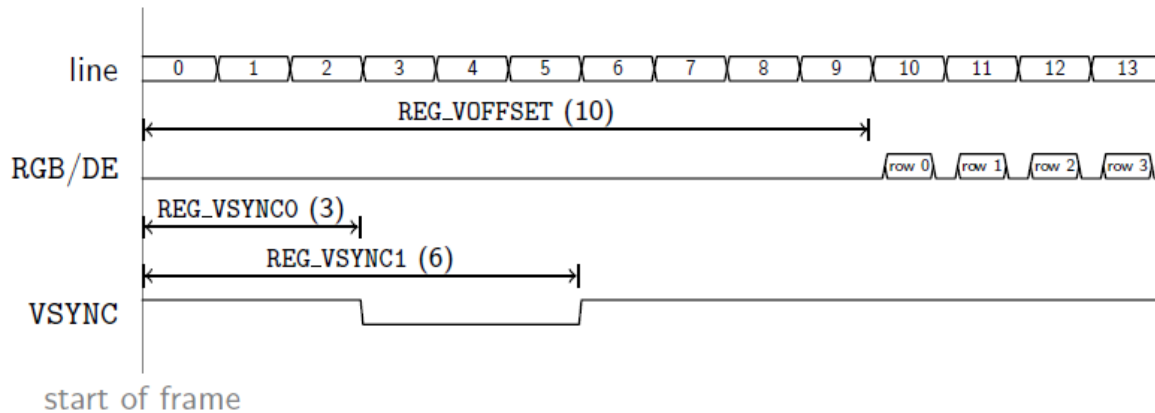 line 0 1 2 3 4 5 6 7 8 9 10 11 12 13
REG_VOFFSET (10)
RGB/DE row 0 row 1 row 2 row 3
REG_VSYNC0 (3)
REG_VSYNC1 (6)
VSYNC
start of frame